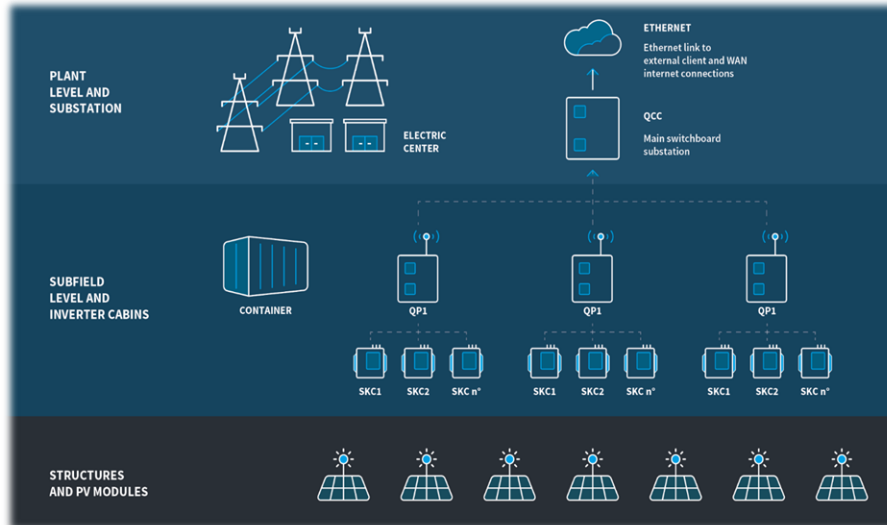 PLANT
LEVEL AND
SUBSTATION
ELECTRIC
CENTER
ETHERNET
Ethernet link to
external client and WAN
internet connections
QCC
Main switchboard
substation
SUBFIELD
LEVEL AND
INVERTER CABINS
CONTAINER
QP1
QP1
QP1
SKC1 SKC2 SKC n°
SKC1 SKC2 SKC n°
SKC1 SKC2 SKC n°
STRUCTURES
AND PV MODULES